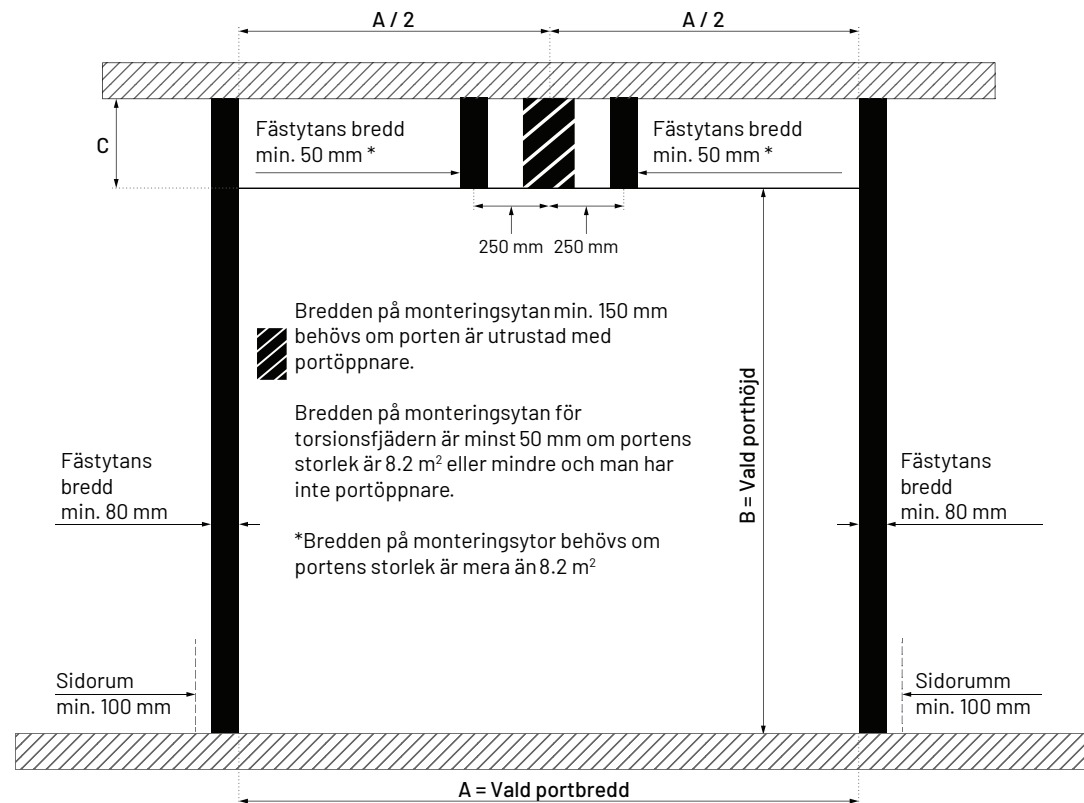 A / 2
A / 2
C
Fästytans bredd
min. 50 mm *
Fästytans bredd
min. 50 mm *
250 mm
250 mm
Bredden på monteringsytan min. 150 mm
behövs om porten är utrustad med
portöppnare.
Bredden på monteringsytan för
torsionsfjädern är minst 50 mm om portens
storlek är 8.2 m² eller mindre och man har
inte portöppnare.
*Bredden på monteringsytor behövs om
portens storlek är mera än 8.2 m²
B = Vald porthöjd
Fästytans
bredd
min. 80 mm
Fästytans
bredd
min. 80 mm
Sidorum
min. 100 mm
Sidorumm
min. 100 mm
A = Vald portbredd